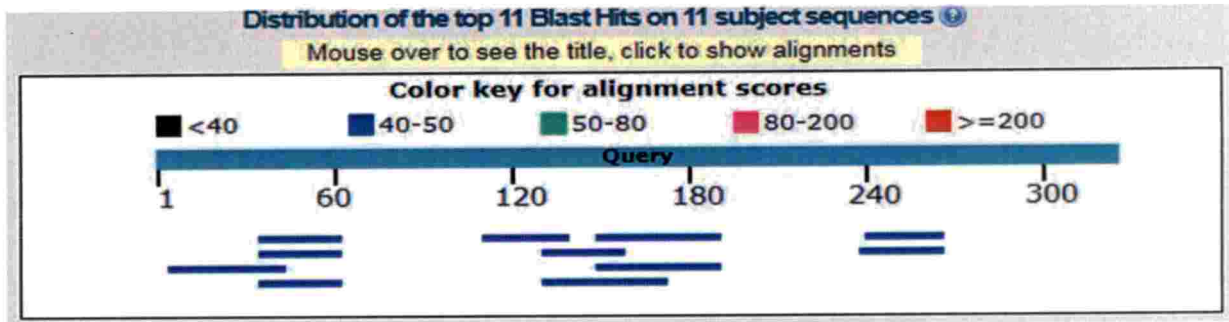 Distribution of the top 11 Blast Hits on 11 subject sequences
Mouse over to see the title, click to show alignments
Color key for alignment scores
<40 40-50 50-80 80-200 >=200
Query
1 60 120 180 240 300